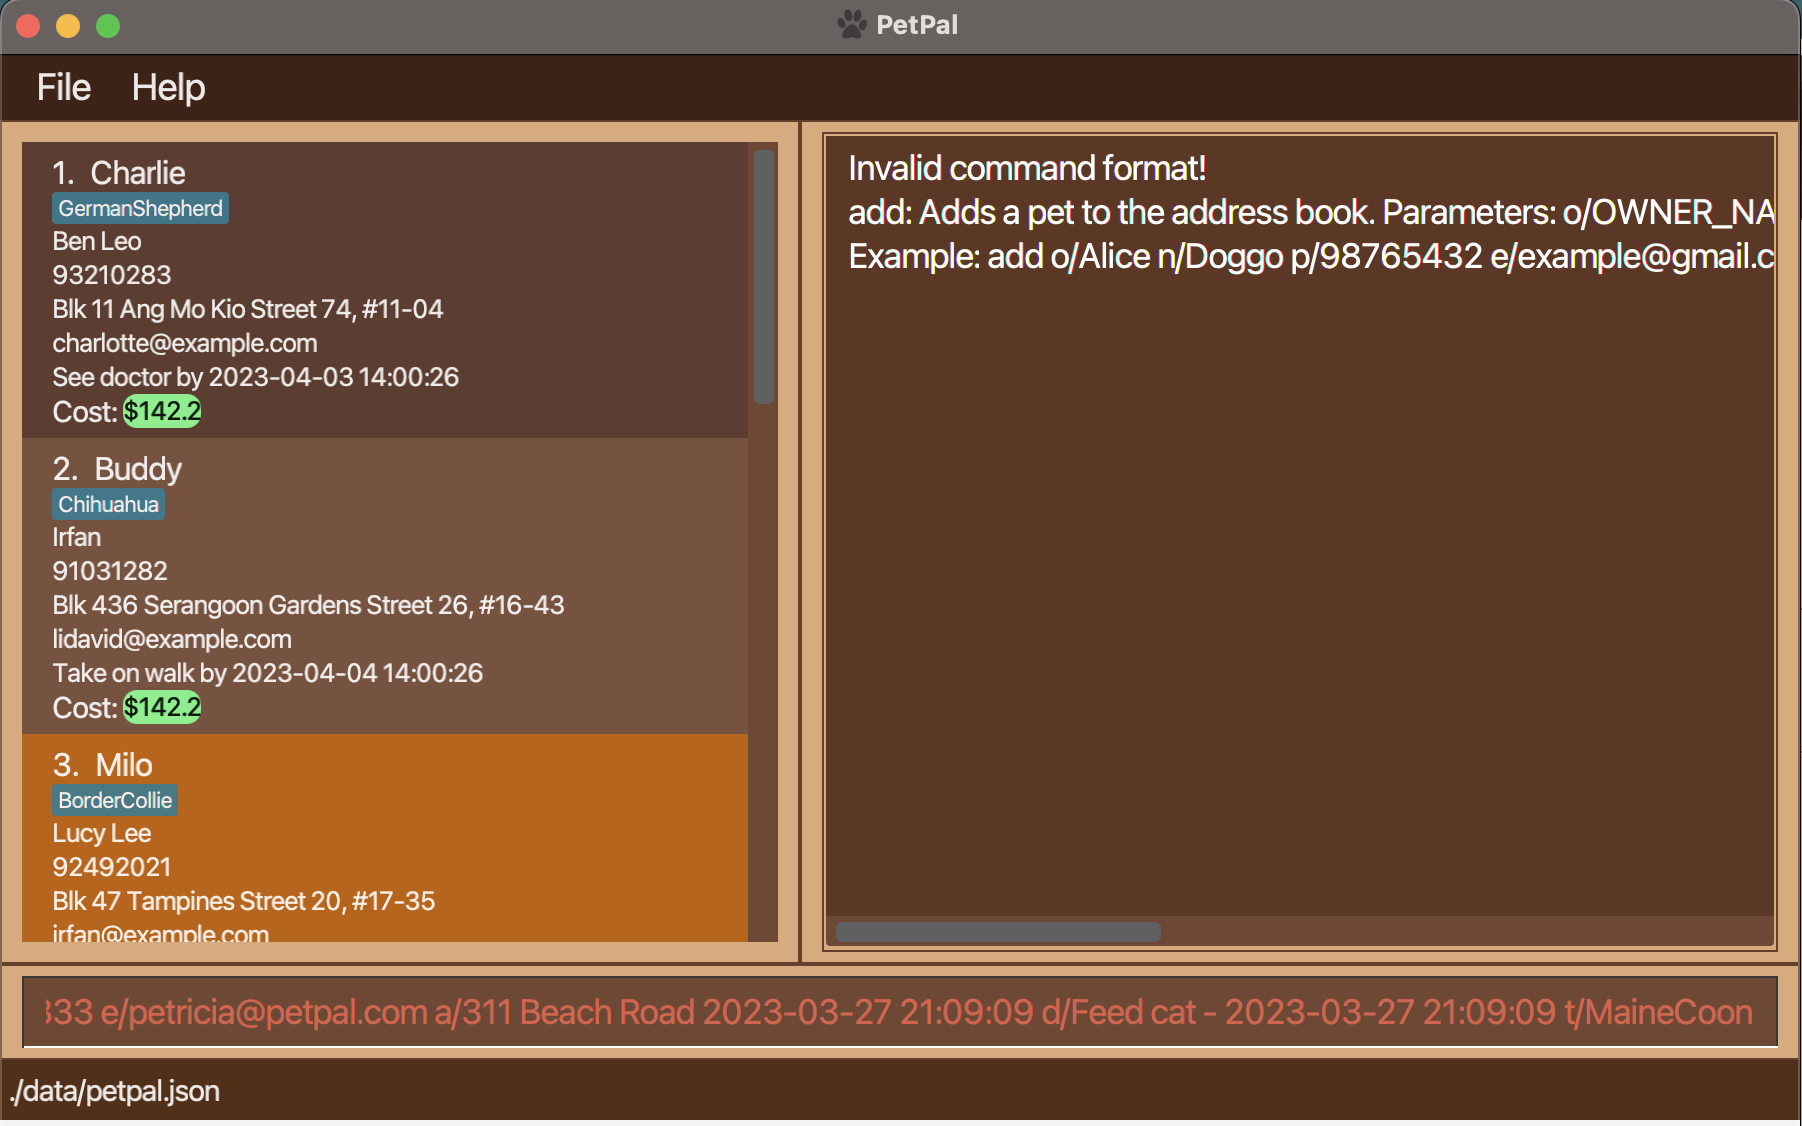 PetPal
File Help
1. Charlie
GermanShepherd
Ben Leo
93210283
Blk 11 Ang Mo Kio Street 74, #11-04
charlotte@example.com
See doctor by 2023-04-03 14:00:26
Cost: $142.2
2. Buddy
Chihuahua
Irfan
91031282
Blk 436 Serangoon Gardens Street 26, #16-43
lidavid@example.com
Take on walk by 2023-04-04 14:00:26
Cost: $142.2
3. Milo
BorderCollie
Lucy Lee
92492021
Blk 47 Tampines Street 20, #17-35
irfan@example.com
Invalid command format!
add: Adds a pet to the address book. Parameters: o/OWNER_NA
Example: add o/Alice n/Doggo p/98765432 e/example@gmail.c
333 e/petricia@petpal.com a/311 Beach Road 2023-03-27 21:09:09 d/Feed cat - 2023-03-27 21:09:09 t/MaineCoon
./data/petpal.json